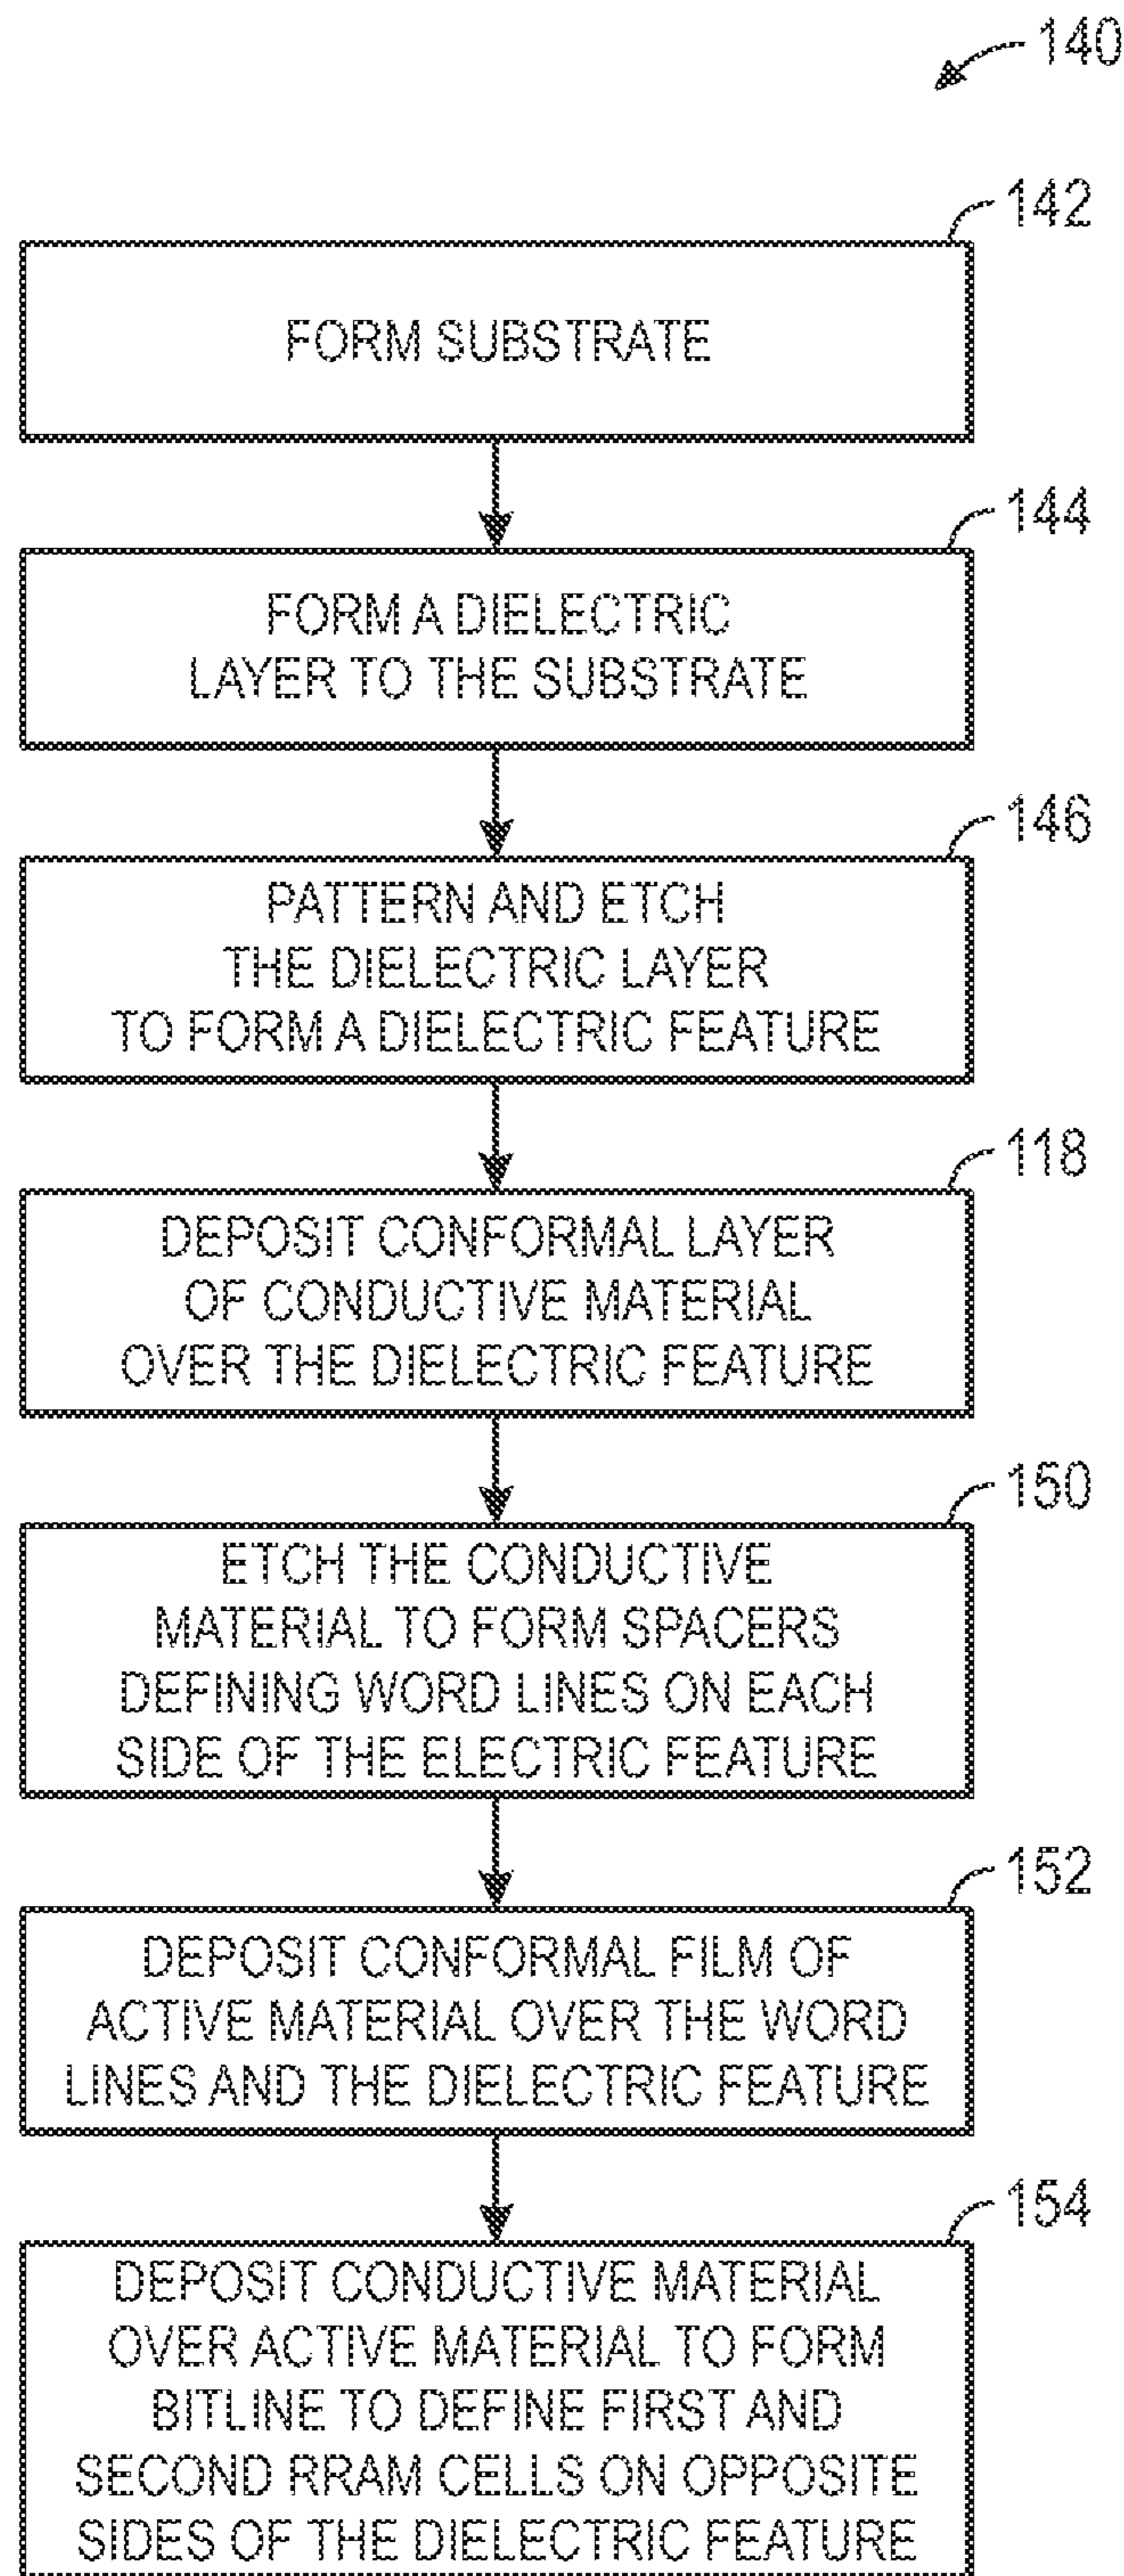 140
142
FORM SUBSTRATE
144
FORM A DIELECTRIC
LAYER TO THE SUBSTRATE
146
PATTERN AND ETCH
THE DIELECTRIC LAYER
TO FORM A DIELECTRIC FEATURE
118
DEPOSIT CONFORMAL LAYER
OF CONDUCTIVE MATERIAL
OVER THE DIELECTRIC FEATURE
150
ETCH THE CONDUCTIVE
MATERIAL TO FORM SPACERS
DEFINING WORD LINES ON EACH
SIDE OF THE ELECTRIC FEATURE
152
DEPOSIT CONFORMAL FILM OF
ACTIVE MATERIAL OVER THE WORD
LINES AND THE DIELECTRIC FEATURE
154
DEPOSIT CONDUCTIVE MATERIAL
OVER ACTIVE MATERIAL TO FORM
BITLINE TO DEFINE FIRST AND
SECOND RRAM CELLS ON OPPOSITE
SIDES OF THE DIELECTRIC FEATURE